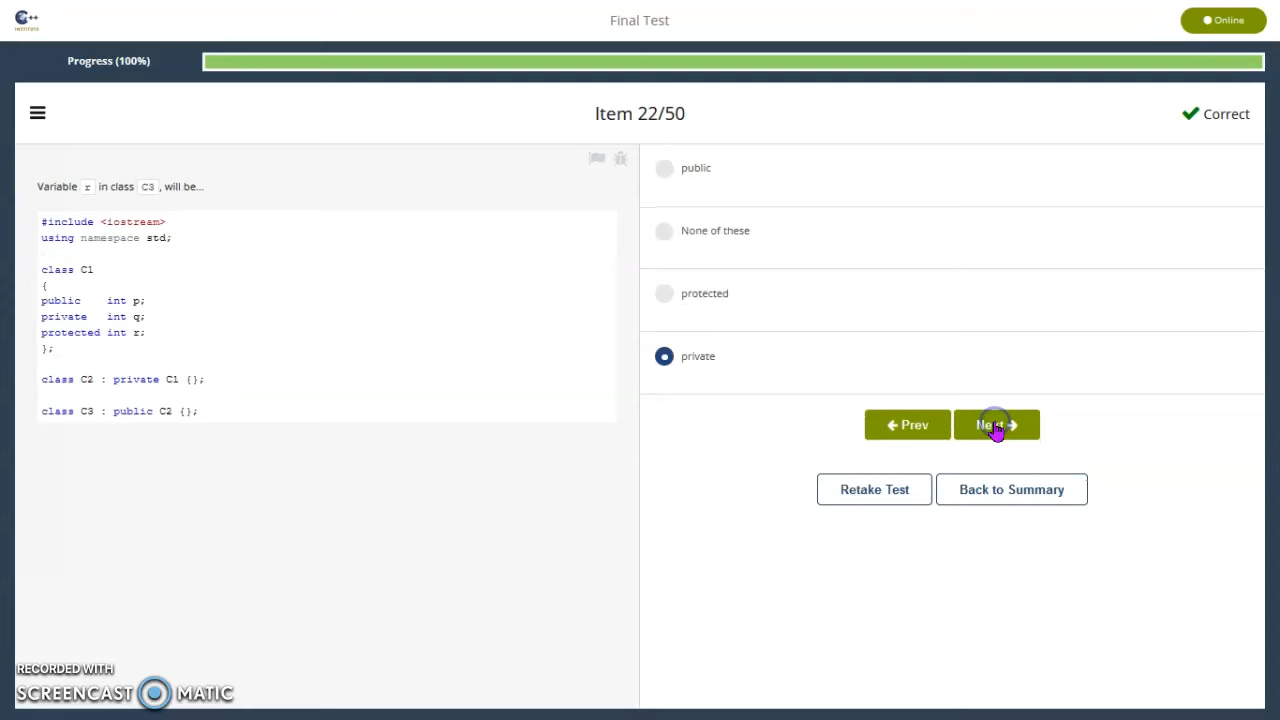 C++
INSTITUTE
Final Test
Online
Progress (100%)
Item 22/50
Correct
Variable r in class C3 , will be...
#include <iostream>
using namespace std;
class C1
{
public    int p;
private   int q;
protected int r;
};
class C2 : private C1 {};
class C3 : public C2 {};
public
None of these
protected
private
Prev
Next
Retake Test
Back to Summary
RECORDED WITH
SCREENCAST MATIC